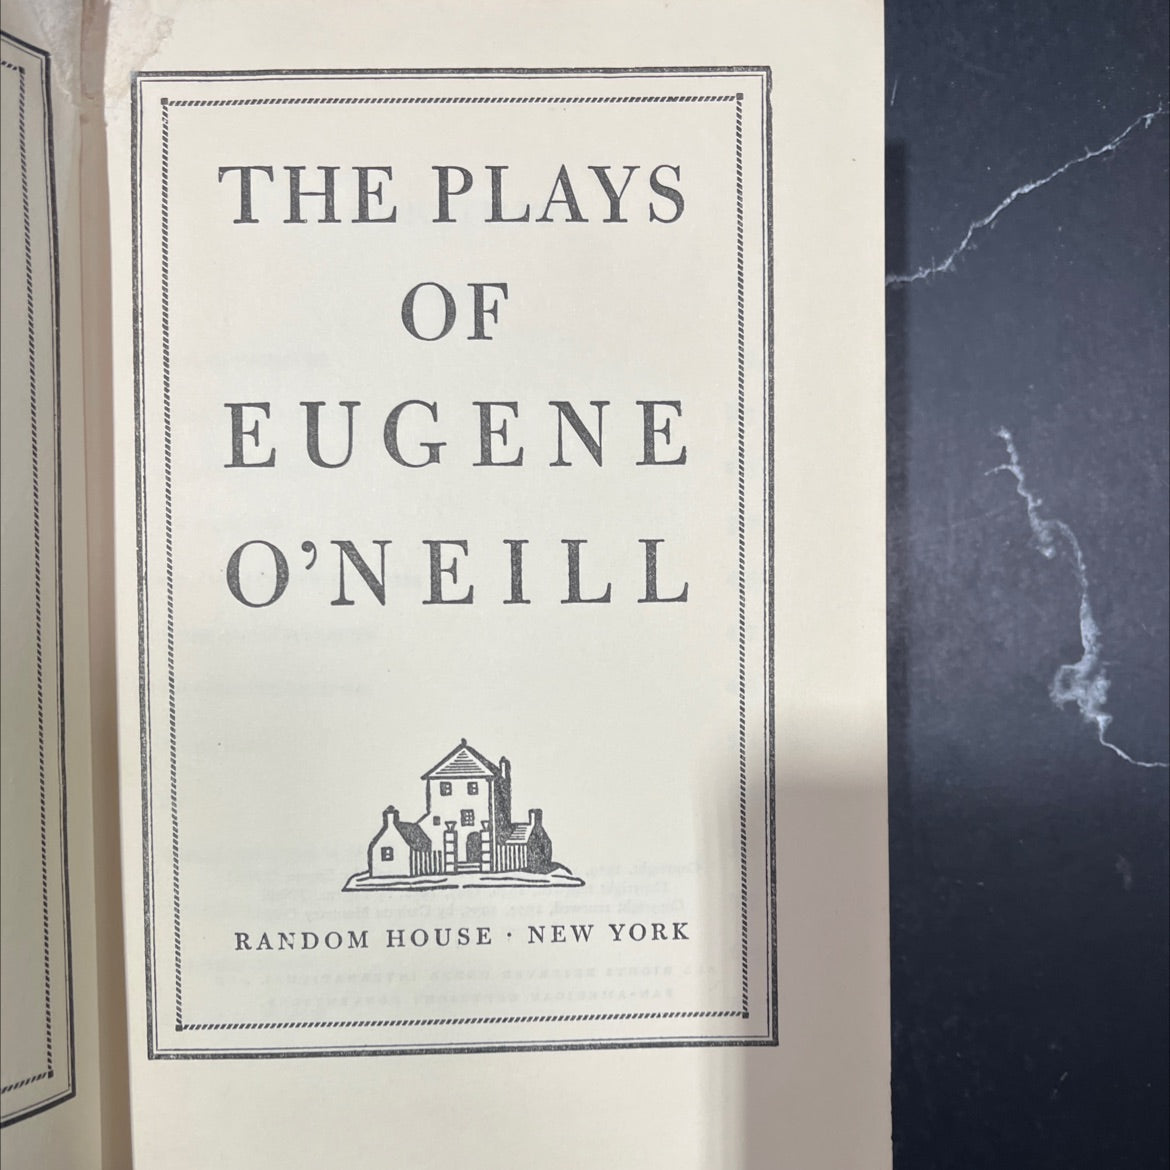 THE PLAYS
OF
EUGENE
O’NEILL
RANDOM HOUSE · NEW YORK